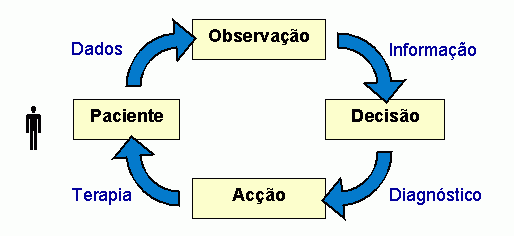 Observação
Dados
Informação
Paciente
Decisão
Terapia
Acção
Diagnóstico